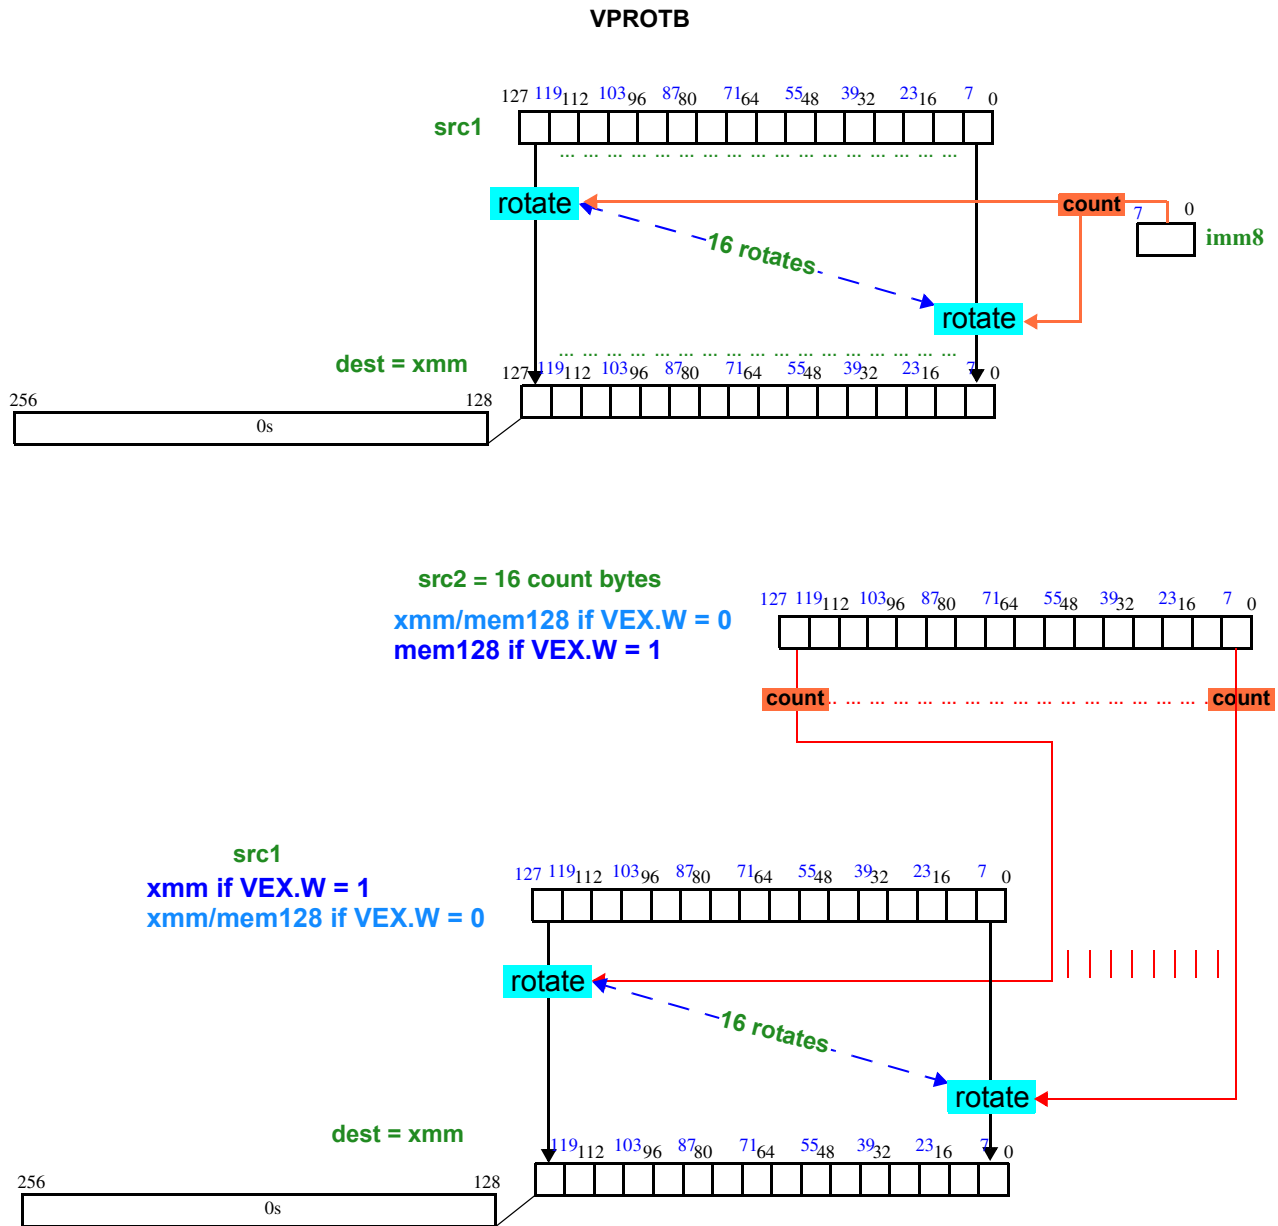 VPROTB
127 119 112 103 96 87 80 71 64 55 48 39 32 23 16 7 0
src1
... ... ... ... ... ... ... ... ... ... ... ... ... ... ... ... ...
rotate
count
7 0
imm8
16 rotates
rotate
... ... ... ... ... ... ... ... ... ... ... ... ... ... ... ... ...
dest = xmm
127 119 112 103 96 87 80 71 64 55 48 39 32 23 16 7 0
256 128
0s
src2 = 16 count bytes
127 119 112 103 96 87 80 71 64 55 48 39 32 23 16 7 0
xmm/mem128 if VEX.W = 0
mem128 if VEX.W = 1
count ... ... ... ... ... ... ... ... ... ... ... ... ... ... ... ... count
src1
127 119 112 103 96 87 80 71 64 55 48 39 32 23 16 7 0
xmm if VEX.W = 1
xmm/mem128 if VEX.W = 0
rotate
16 rotates
rotate
dest = xmm
119 112 103 96 87 80 71 64 55 48 39 32 23 16 7 0
256 128
0s